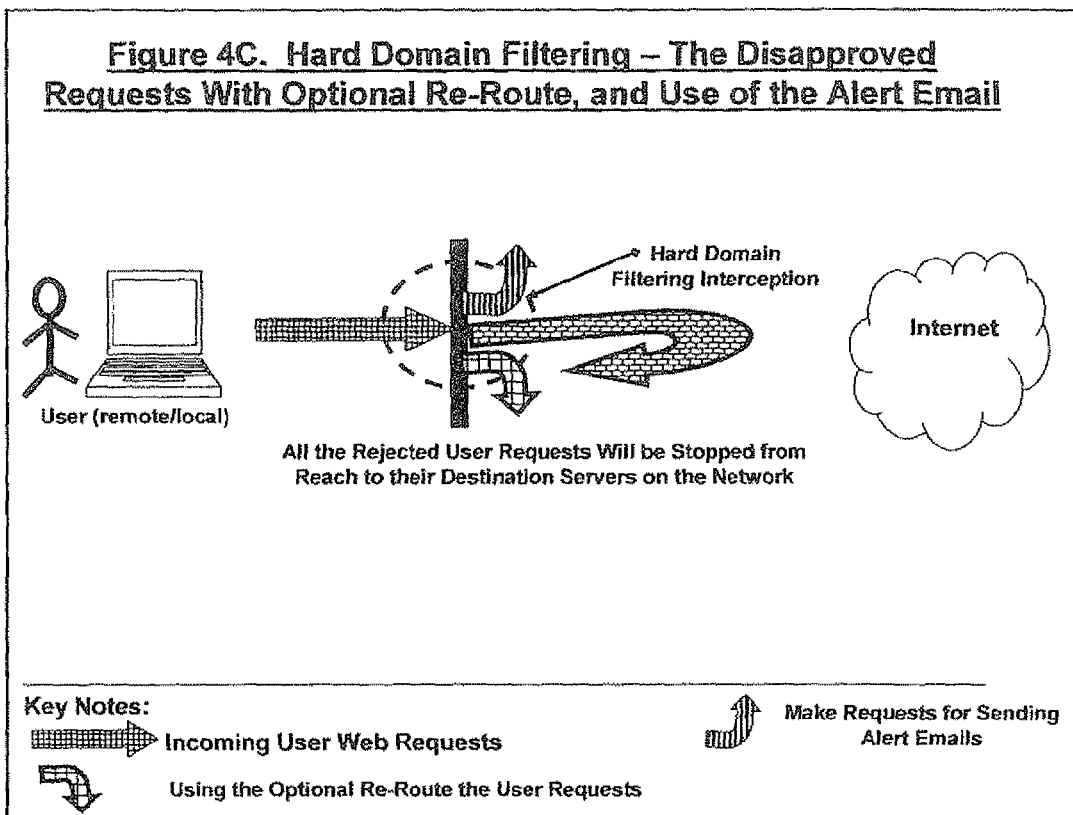 Figure 4C. Hard Domain Filtering – The Disapproved
Requests With Optional Re-Route, and Use of the Alert Email
Hard Domain
Filtering Interception
Internet
User (remote/local)
All the Rejected User Requests Will be Stopped from
Reach to their Destination Servers on the Network
Key Notes:
Incoming User Web Requests
Make Requests for Sending
Alert Emails
Using the Optional Re-Route the User Requests